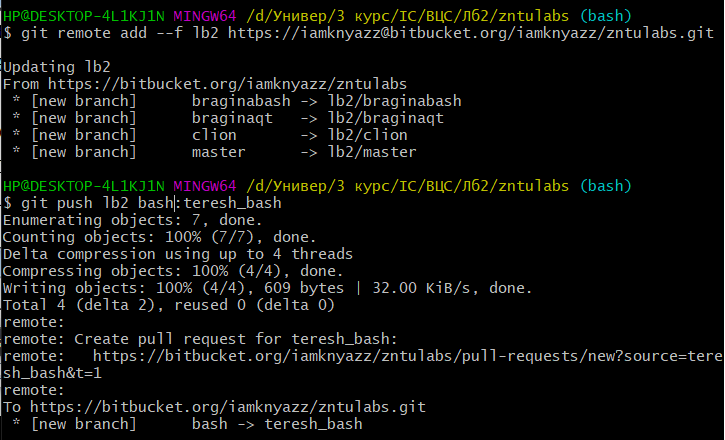 HP@DESKTOP-4L1KJ1N MINGW64 /d/Универ/3 курс/ІС/ВЦС/Лб2/zntulabs (bash)
$ git remote add --f lb2 https://iamknyazz@bitbucket.org/iamknyazz/zntulabs.git
Updating lb2
From https://bitbucket.org/iamknyazz/zntulabs
 * [new branch]      braginabash -> lb2/braginabash
 * [new branch]      braginaqt   -> lb2/braginaqt
 * [new branch]      clion       -> lb2/clion
 * [new branch]      master      -> lb2/master
HP@DESKTOP-4L1KJ1N MINGW64 /d/Универ/3 курс/ІС/ВЦС/Лб2/zntulabs (bash)
$ git push lb2 bash:teresh_bash
Enumerating objects: 7, done.
Counting objects: 100% (7/7), done.
Delta compression using up to 4 threads
Compressing objects: 100% (4/4), done.
Writing objects: 100% (4/4), 609 bytes | 32.00 KiB/s, done.
Total 4 (delta 2), reused 0 (delta 0)
remote:
remote: Create pull request for teresh_bash:
remote:   https://bitbucket.org/iamknyazz/zntulabs/pull-requests/new?source=tere
sh_bash&t=1
remote:
To https://bitbucket.org/iamknyazz/zntulabs.git
 * [new branch]      bash -> teresh_bash